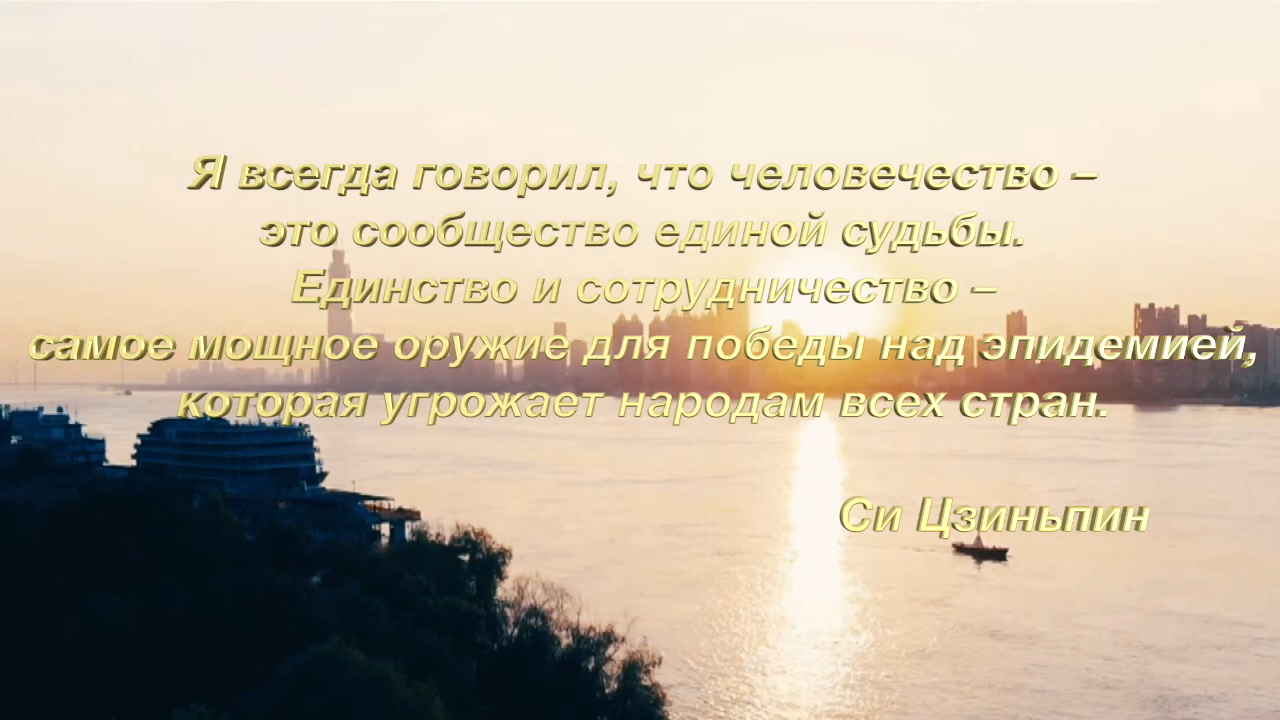 Я всегда говорил, что человечество –
это сообщество единой судьбы.
Единство и сотрудничество –
самое мощное оружие для победы над эпидемией,
которая угрожает народам всех стран.
Си Цзиньпин